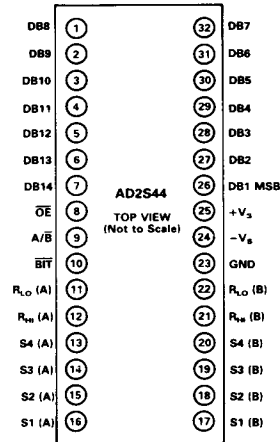 DB8 1 32 DB7
DB9 2 31 DB6
DB10 3 30 DB5
DB11 4 29 DB4
DB12 5 28 DB3
DB13 6 27 DB2
DB14 7 AD2S44 26 DB1 MSB
O̅E̅ 8 TOP VIEW 25 +VS
(Not to Scale)
A/B̅ 9 24 −VS
B̅I̅T̅ 10 23 GND
RLO (A) 11 22 RLO (B)
RHI (A) 12 21 RHI (B)
S4 (A) 13 20 S4 (B)
S3 (A) 14 19 S3 (B)
S2 (A) 15 18 S2 (B)
S1 (A) 16 17 S1 (B)